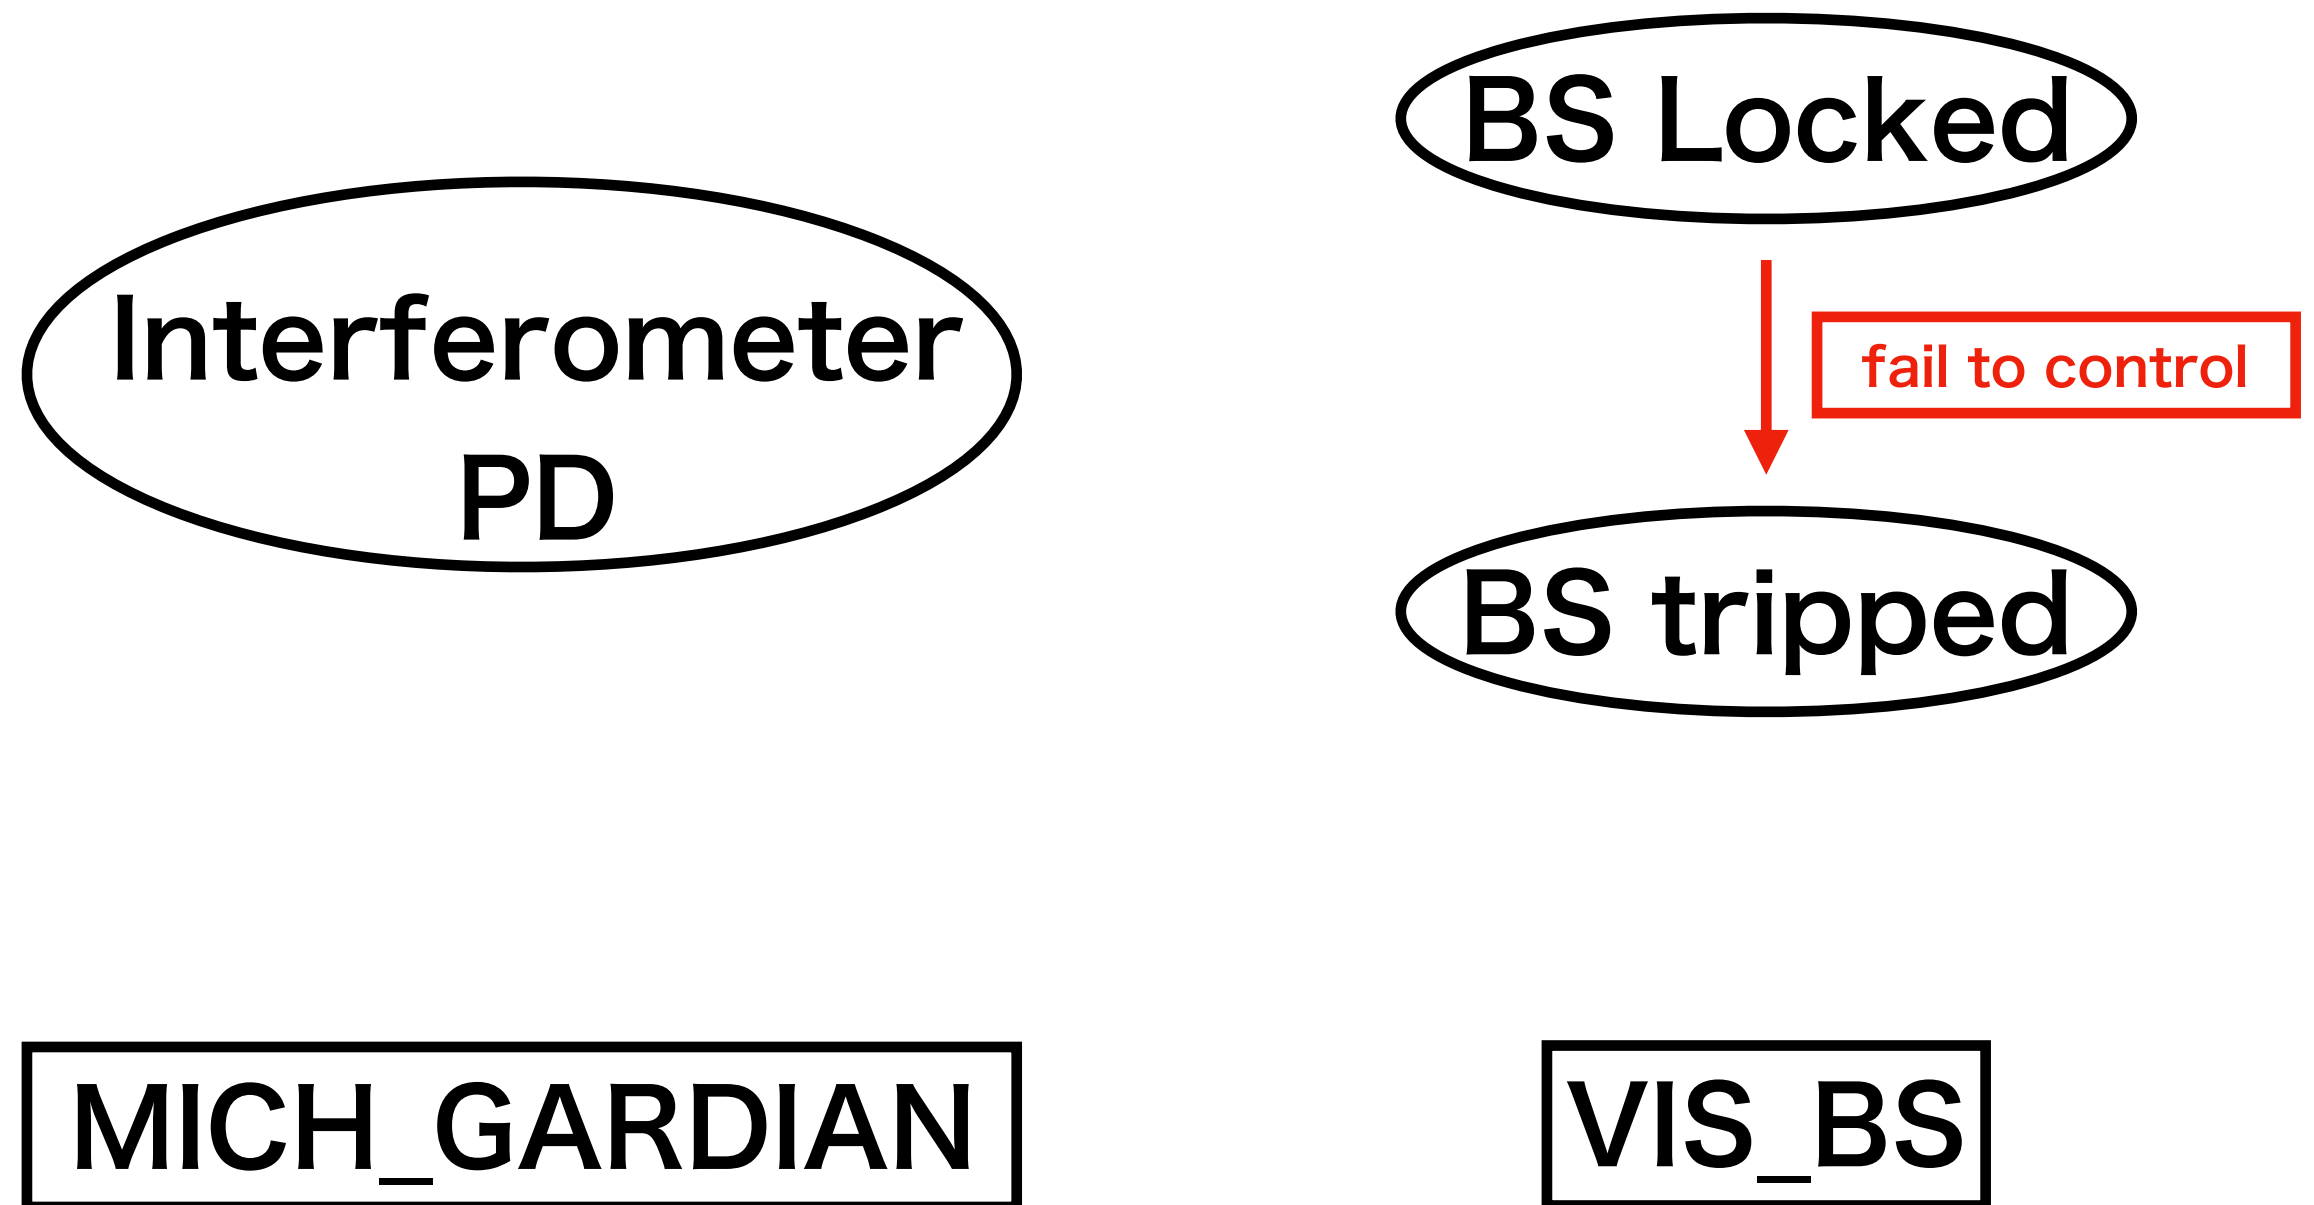 BS Locked
Interferometer
PD
fail to control
BS tripped
MICH_GARDIAN
VIS_BS